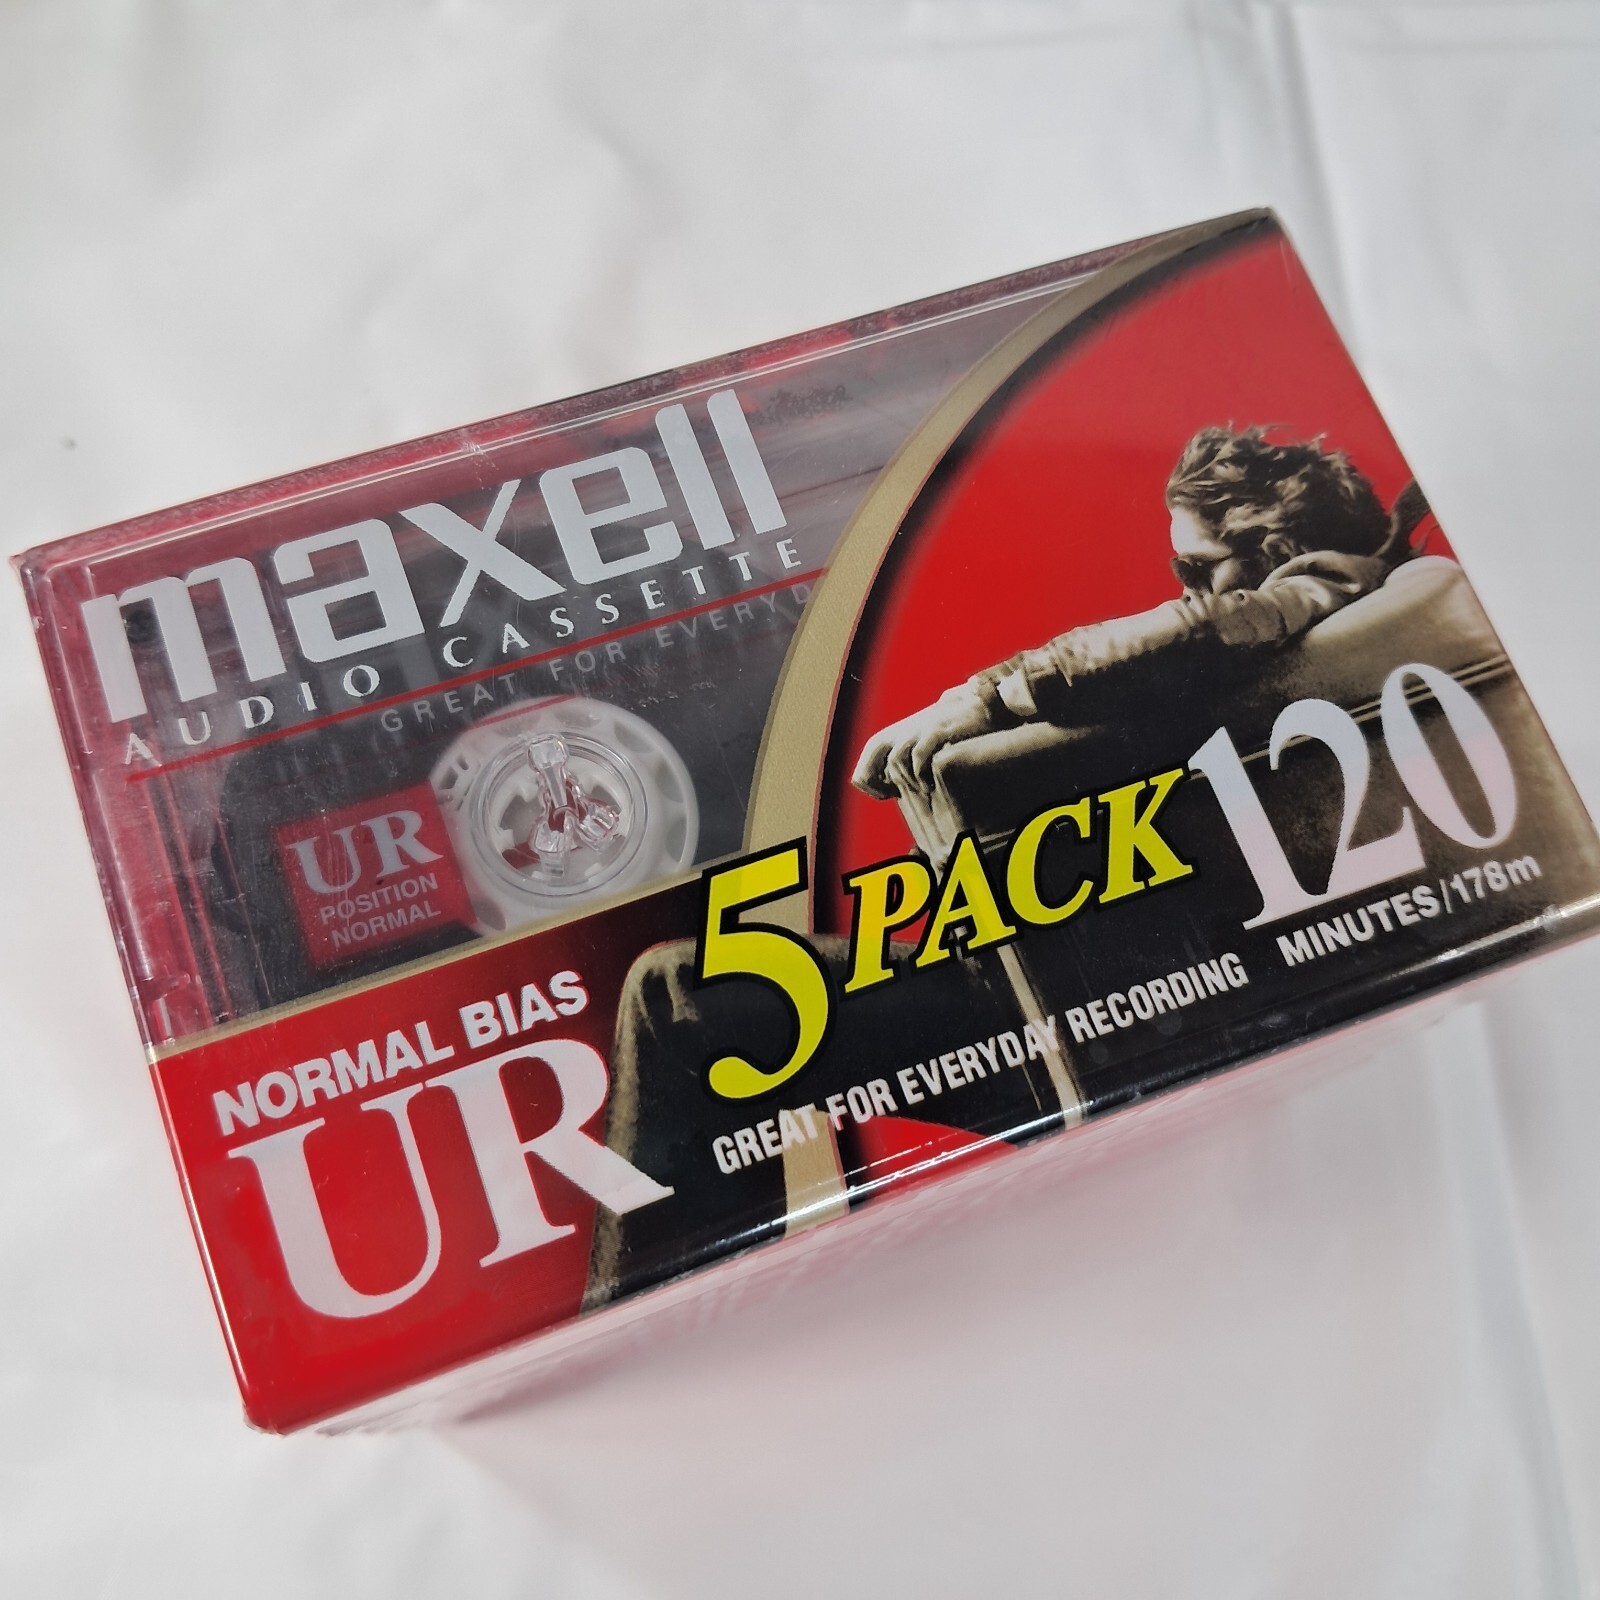 maxell
AUDIO CASSETTE
GREAT FOR EVERYD
UR
POSITION
NORMAL
NORMAL BIAS
UR
5 PACK
120
MINUTES/178m
GREAT FOR EVERYDAY RECORDING